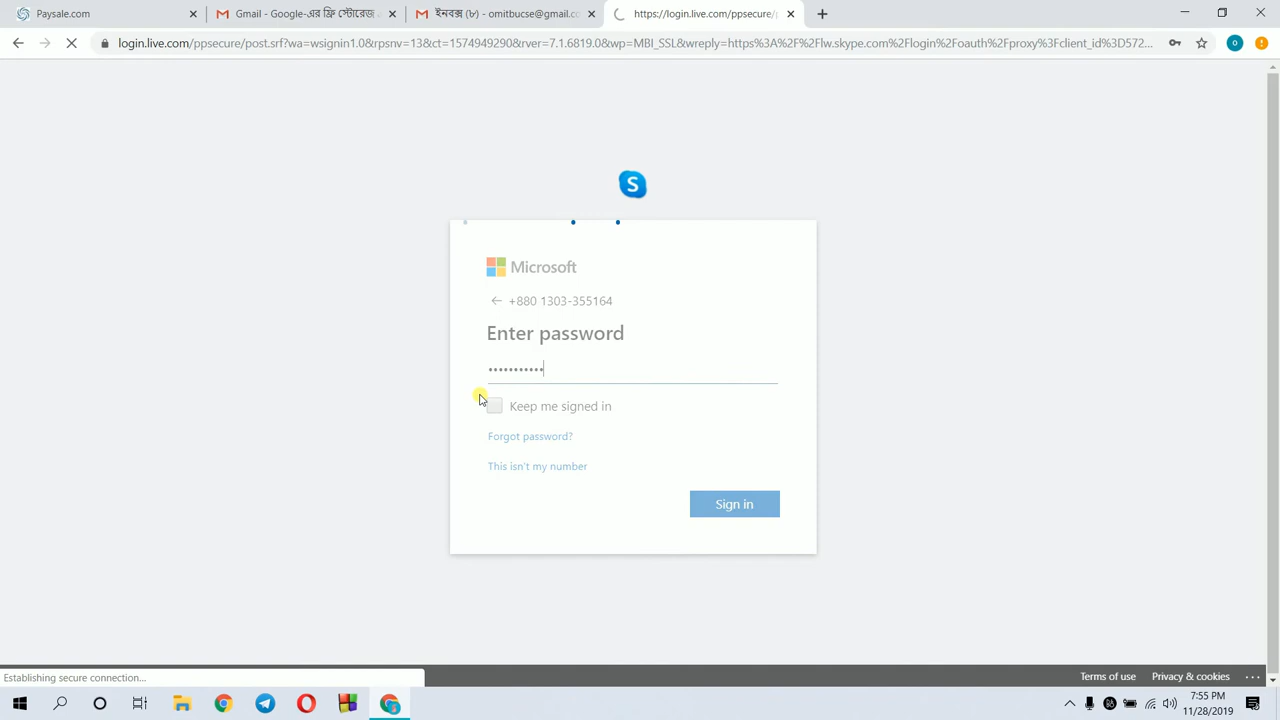 Paysale.com
Gmail - Google-এর ফ্রি স্টোরেজ
ইনবক্স (১) - omitbucse@gmail.co
https://login.live.com/ppsecure/
login.live.com/ppsecure/post.srf?wa=wsignin1.0&rpsnv=13&ct=1574949290&rver=7.1.6819.0&wp=MBI_SSL&wreply=https%3A%2F%2Flw.skype.com%2Flogin%2Foauth%2Fproxy%3Fclient_id%3D572...
o
S
Microsoft
← +880 1303-355164
Enter password
•••••••••••
Keep me signed in
Forgot password?
This isn't my number
Sign in
Terms of use
Privacy & cookies
...
Establishing secure connection...
7:55 PM
11/28/2019